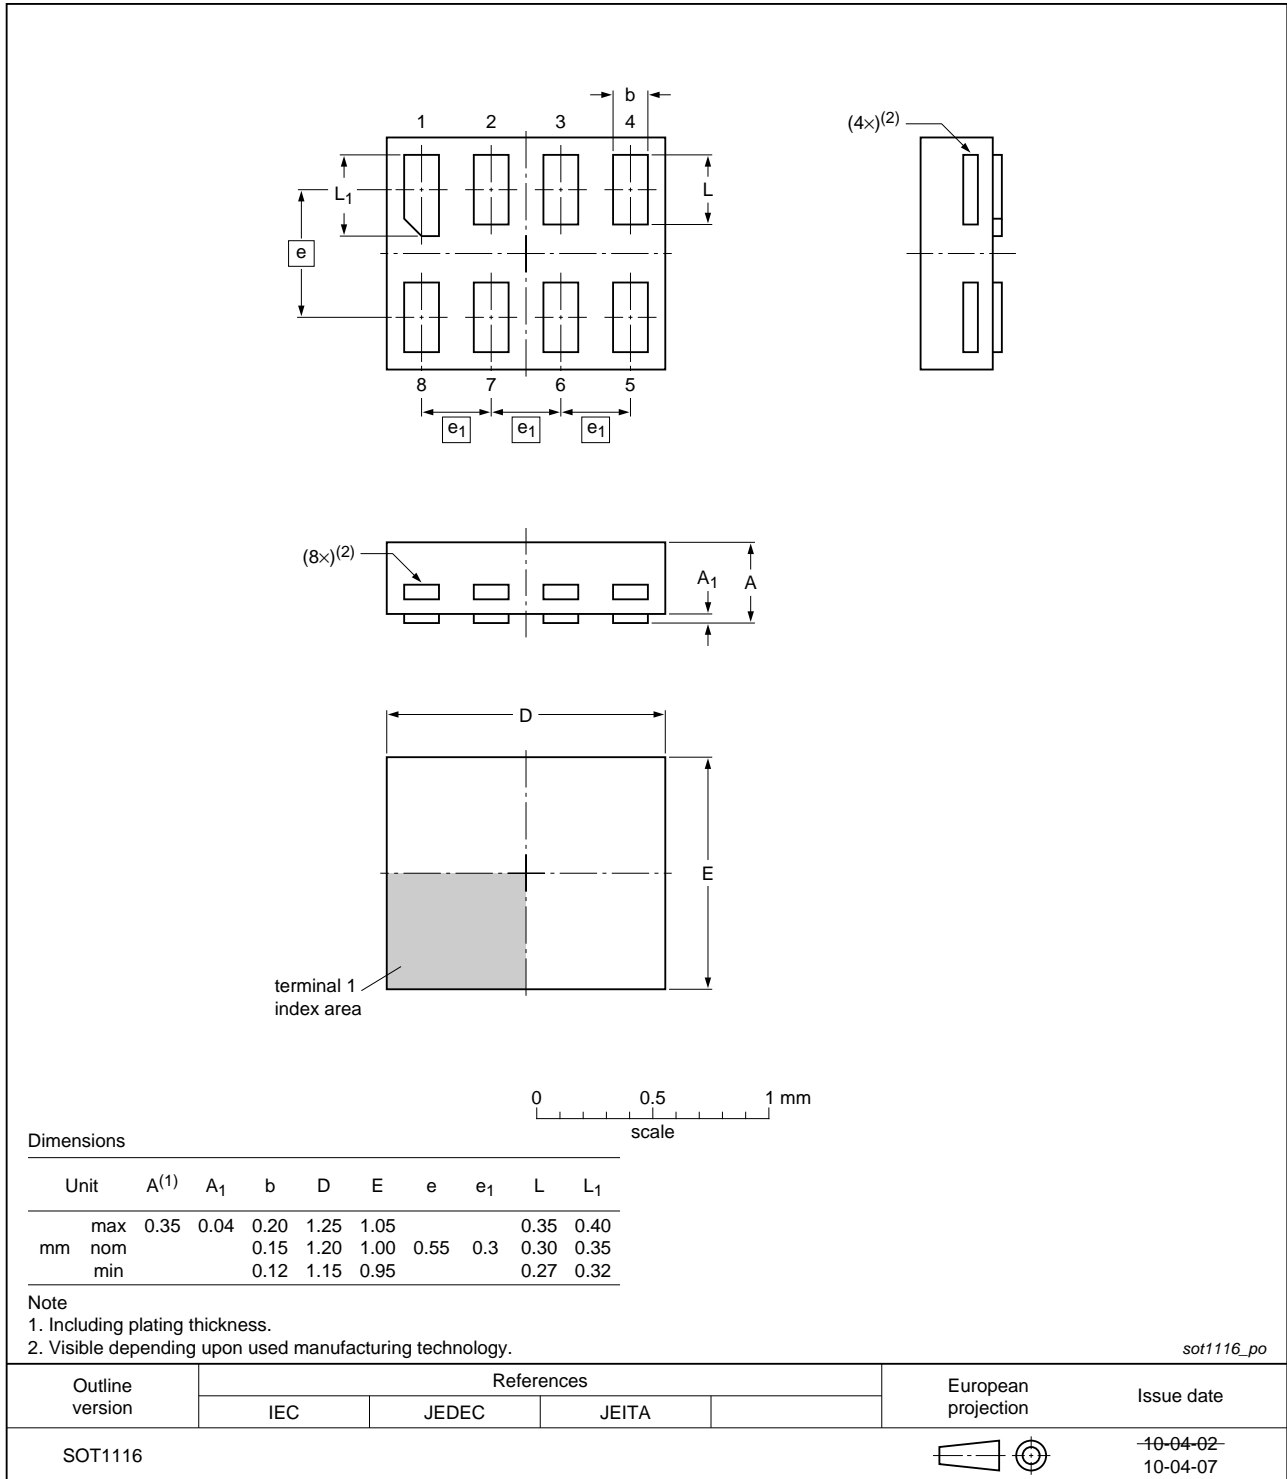 b
1 2 3 4
(4×)(2)
L1
L
e
8 7 6 5
e1 e1 e1
(8×)(2)
A1 A
D
E
terminal 1
index area
0 0.5 1 mm
scale
Dimensions
Unit A(1) A1 b D E e e1 L L1
max 0.35 0.04 0.20 1.25 1.05 0.35 0.40
mm nom 0.15 1.20 1.00 0.55 0.3 0.30 0.35
min 0.12 1.15 0.95 0.27 0.32
Note
1. Including plating thickness.
2. Visible depending upon used manufacturing technology.
sot1116_po
Outline version
References
European projection
Issue date
IEC JEDEC JEITA
SOT1116
10-04-02
10-04-07